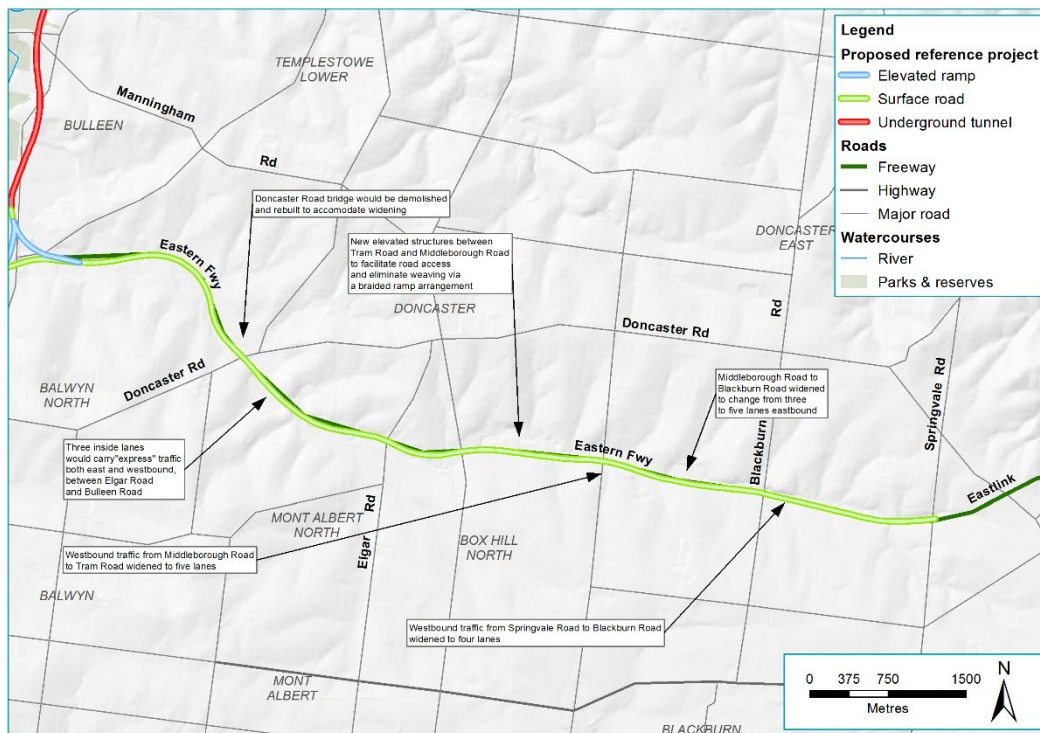 Legend
Proposed reference project
Elevated ramp
Surface road
Underground tunnel
Roads
Freeway
Highway
Major road
Watercourses
River
Parks & reserves
TEMPLESTOWE
LOWER
Manningham
Rd
BULLEEN
Doncaster Road bridge would be demolished
and rebuilt to accomodate widening
New elevated structures between
Tram Road and Middleborough Road
to facilitate road access
and eliminate weaving via
a braided ramp arrangement
DONCASTER
EAST
Eastern Fwy
DONCASTER
Rd
Doncaster Rd
Doncaster Rd
BALWYN
NORTH
Middleborough Road to
Blackburn Road widened
to change from three
to five lanes eastbound
Springvale Rd
Three inside lanes
would carry"express" traffic
both east and westbound,
between Elgar Road
and Bulleen Road
Eastern Fwy
Blackburn
Eastlink
MONT ALBERT
NORTH
Elgar Rd
BOX HILL
NORTH
Westbound traffic from Middleborough Road
to Tram Road widened to five lanes
BALWYN
Westbound traffic from Springvale Road to Blackburn Road
widened to four lanes
MONT
ALBERT
BLACKBURN
0 375 750 1500
Metres
N